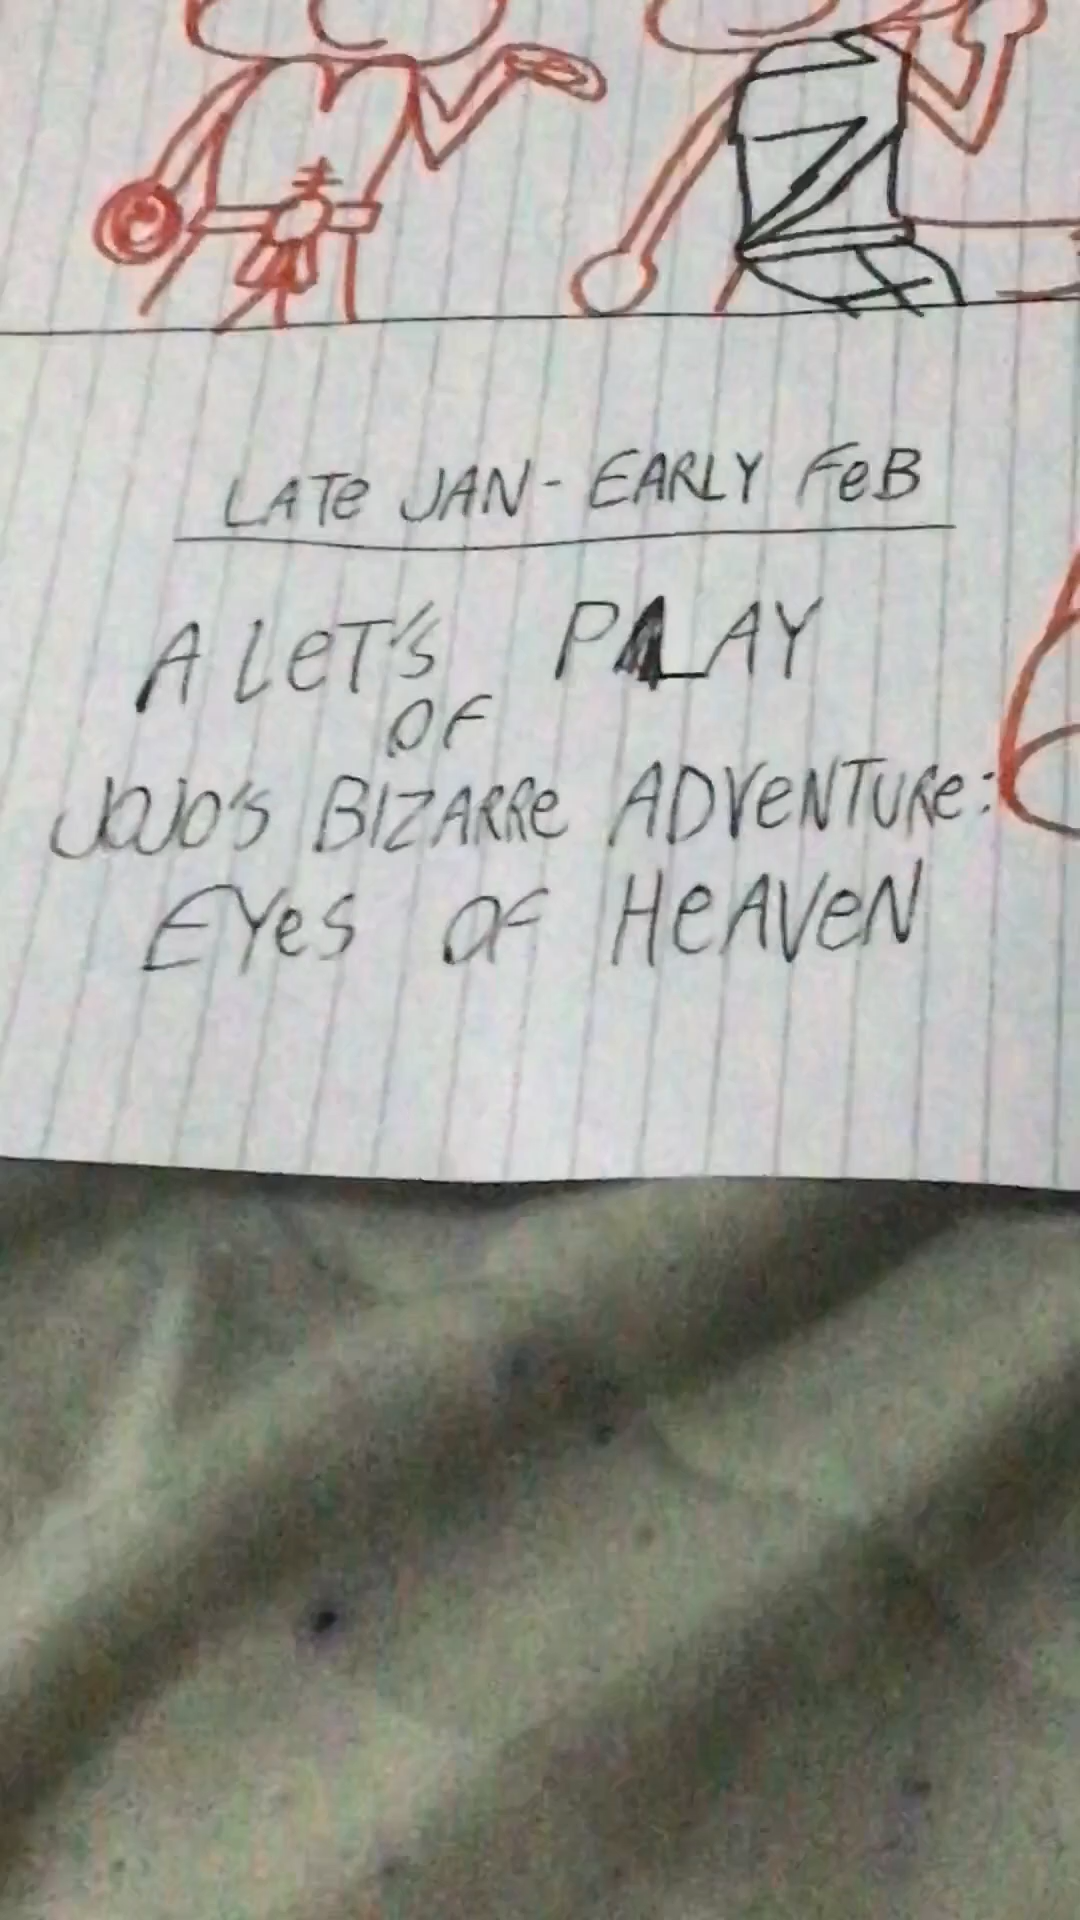 LATe JAN - EARLY FeB
A LeT's PLAY
OF
JOJO'S BIZARRe ADVeNTURe:
EYeS OF HeAVeN